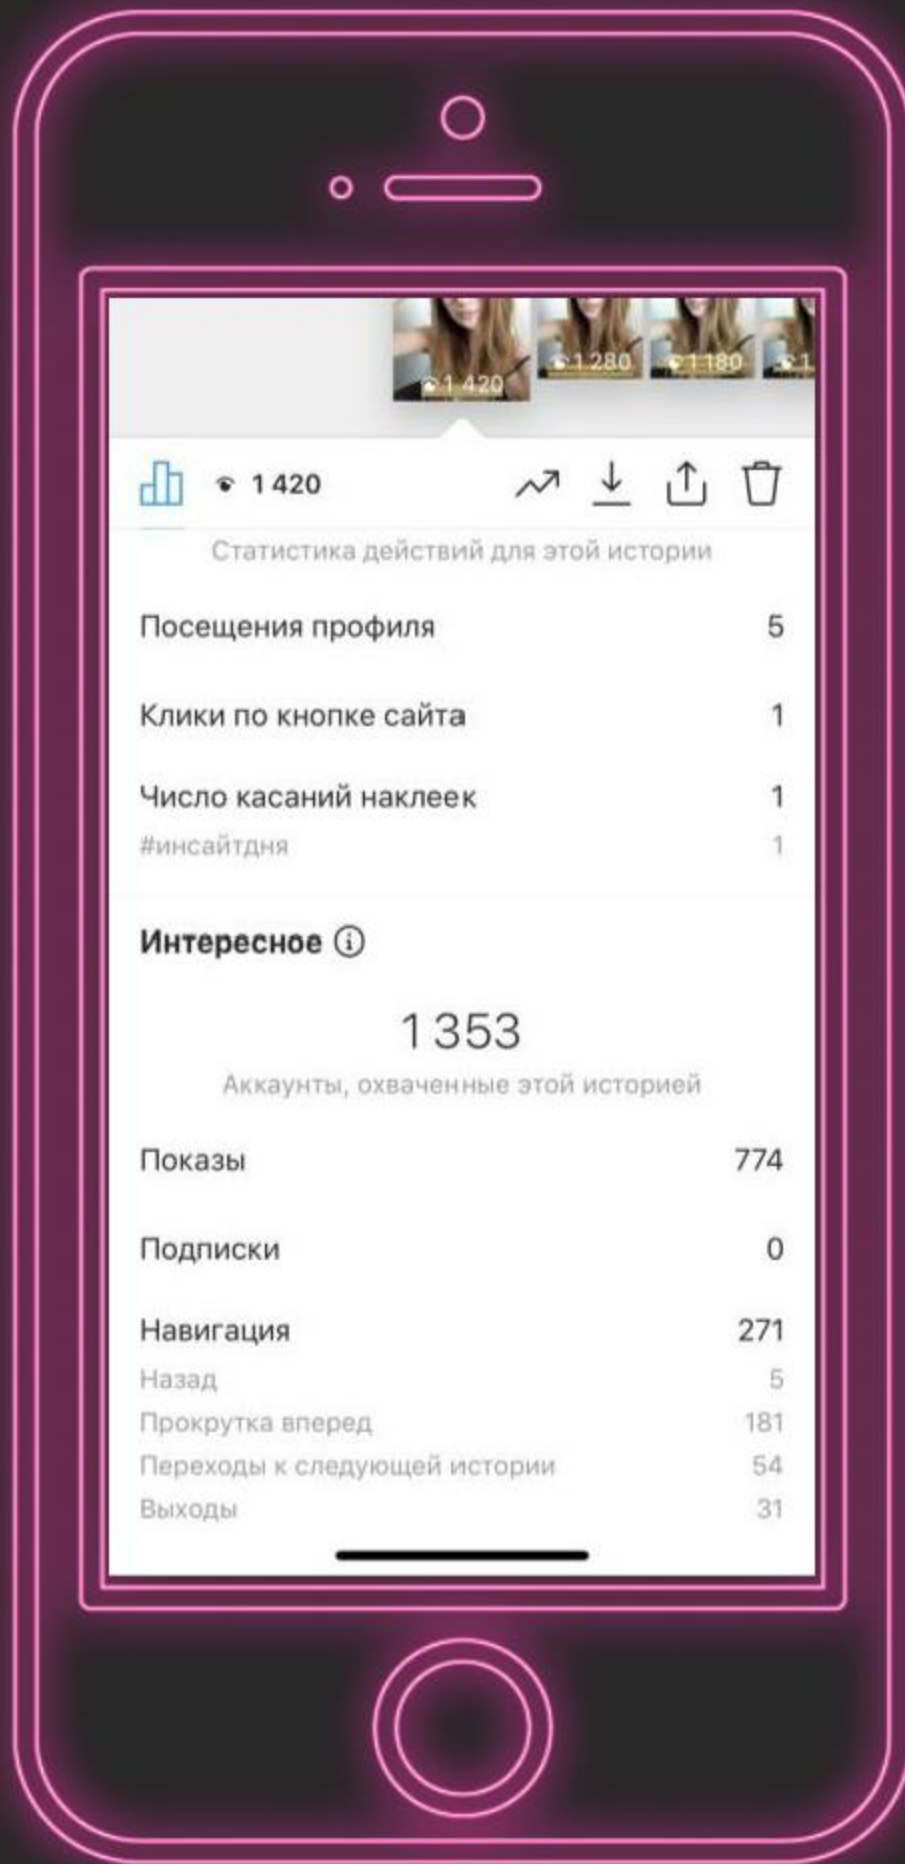 1 420
1 280
1 180
1
1 420
Статистика действий для этой истории
Посещения профиля 5
Клики по кнопке сайта 1
Число касаний наклеек 1
#инсайтдня 1
Интересное
1 353
Аккаунты, охваченные этой историей
Показы 774
Подписки 0
Навигация 271
Назад 5
Прокрутка вперед 181
Переходы к следующей истории 54
Выходы 31